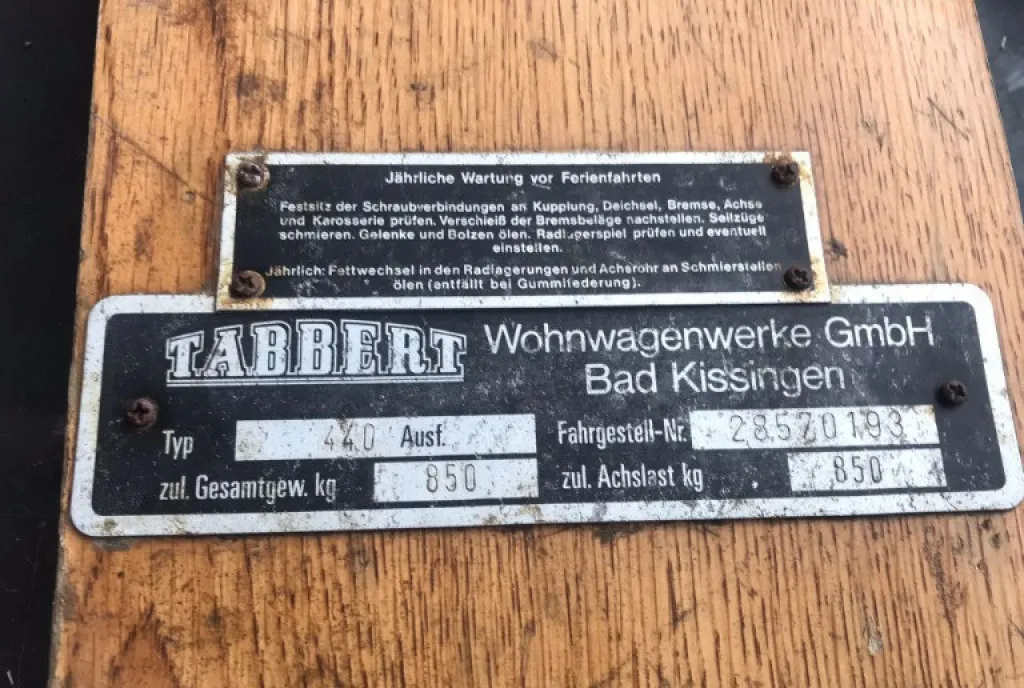 Jährliche Wartung vor Ferienfahrten
Festsitz der Schraubverbindungen an Kupplung, Deichsel, Bremse, Achse
und Karosserie prüfen. Verschleiß der Bremsbeläge nachstellen. Seilzüge
schmieren. Gelenke und Bolzen ölen. Radlagerspiel prüfen und eventuell
einstellen.
Jährlich: Fettwechsel in den Radlagerungen und Achsrohr an Schmierstellen
ölen (entfällt bei Gummifederung).
TABBERT Wohnwagenwerke GmbH
Bad Kissingen
Typ 440 Ausf. Fahrgestell-Nr. 28570193
zul. Gesamtgew. kg 850 zul. Achslast kg 850